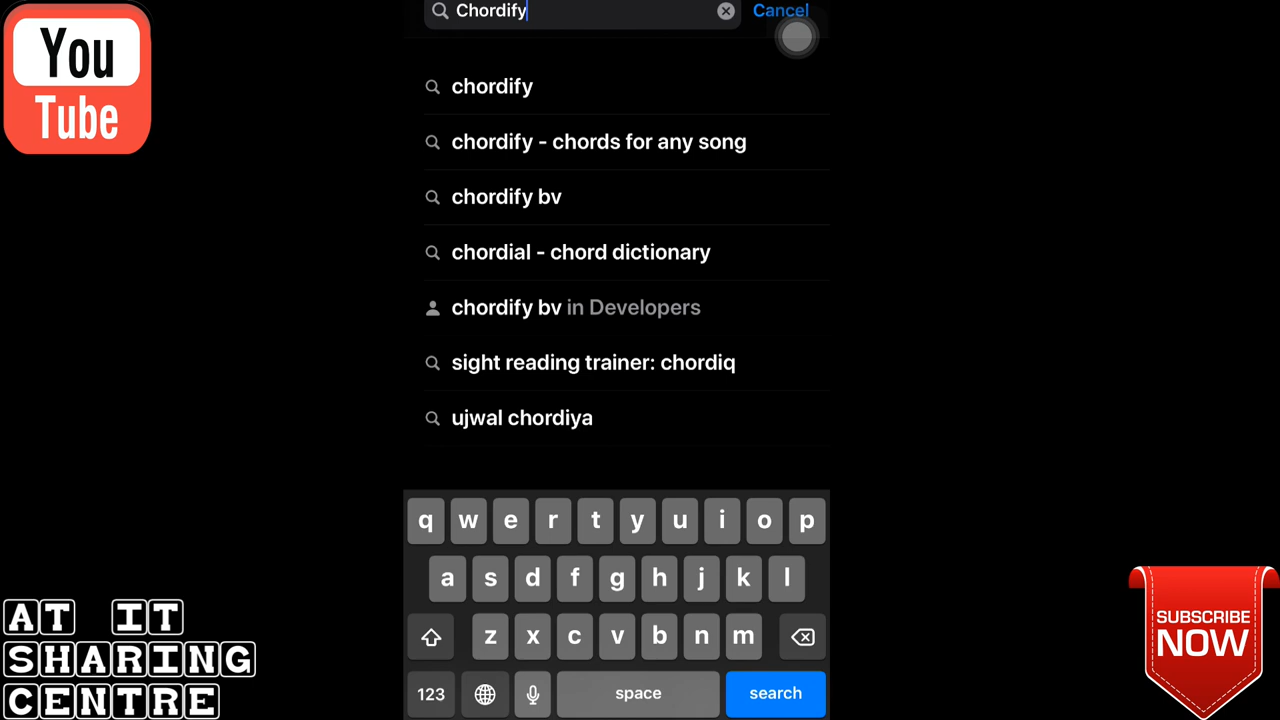 You
Tube
Chordify
Cancel
chordify
chordify - chords for any song
chordify bv
chordial - chord dictionary
chordify bv in Developers
sight reading trainer: chordiq
ujwal chordiya
q w e r t y u i o p
a s d f g h j k l
z x c v b n m
123
space
search
AT IT
SHARING
CENTRE
SUBSCRIBE
NOW